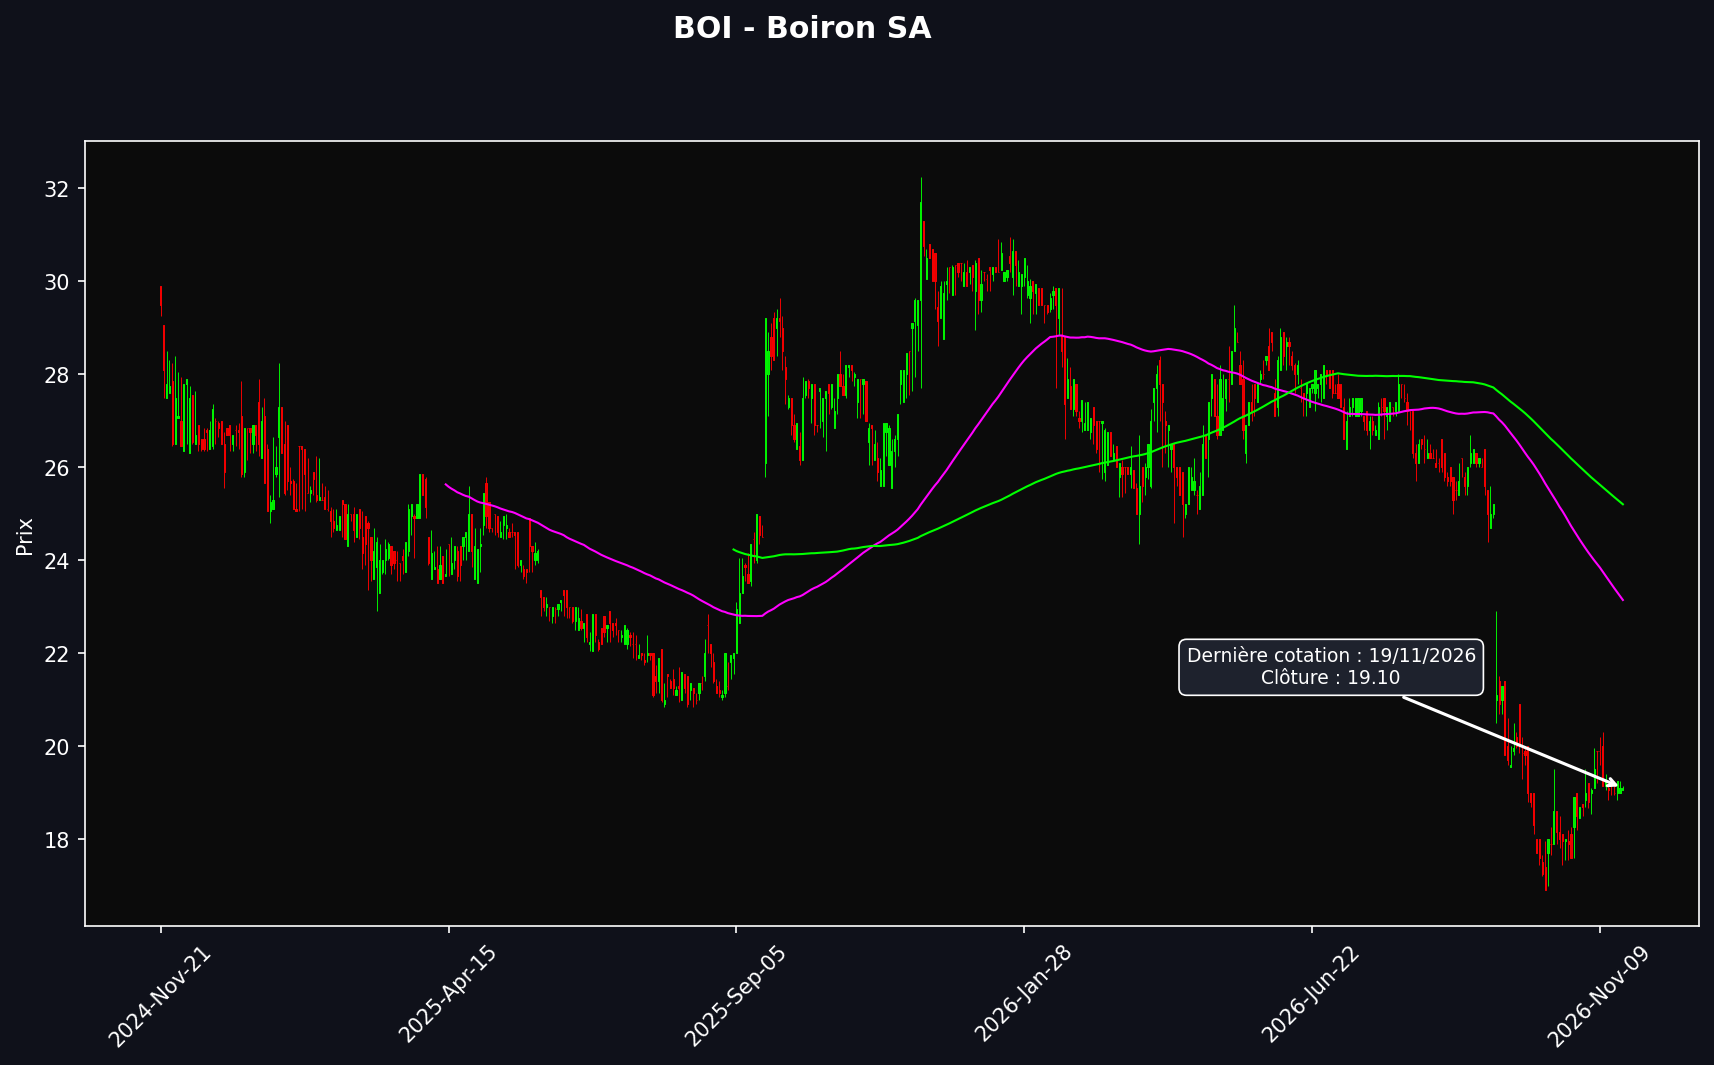 BOI - Boiron SA
Prix
32
30
28
26
24
22
20
18
Dernière cotation : 19/11/2026
Clôture : 19.10
2024-Nov-21
2025-Apr-15
2025-Sep-05
2026-Jan-28
2026-Jun-22
2026-Nov-09